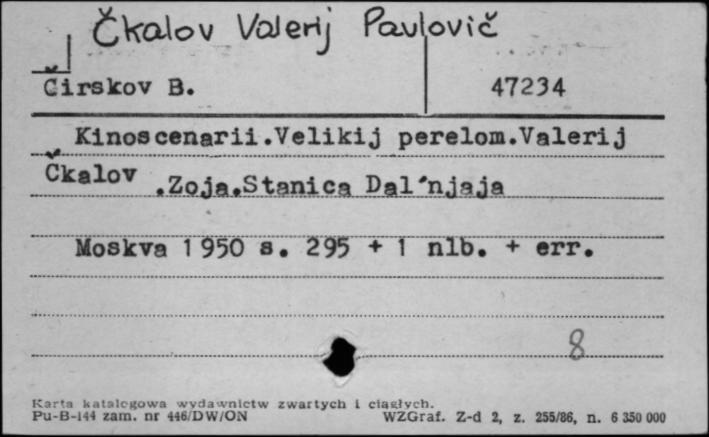 Čkalov Valerij Pavlovič
Čirskov B. 47234
Kinoscenarii.Velikij perelom.Valerij
Čkalov .Zoja.Stanica Dal'njaja
Moskva 1950 s. 295 + 1 nlb. + err.
8
Karta katalogowa wydawnictw zwartych i ciągłych.
Pu-B-144 zam. nr 446/DW/ON WZGraf. Z-d 2, z. 255/86, n. 6 350 000